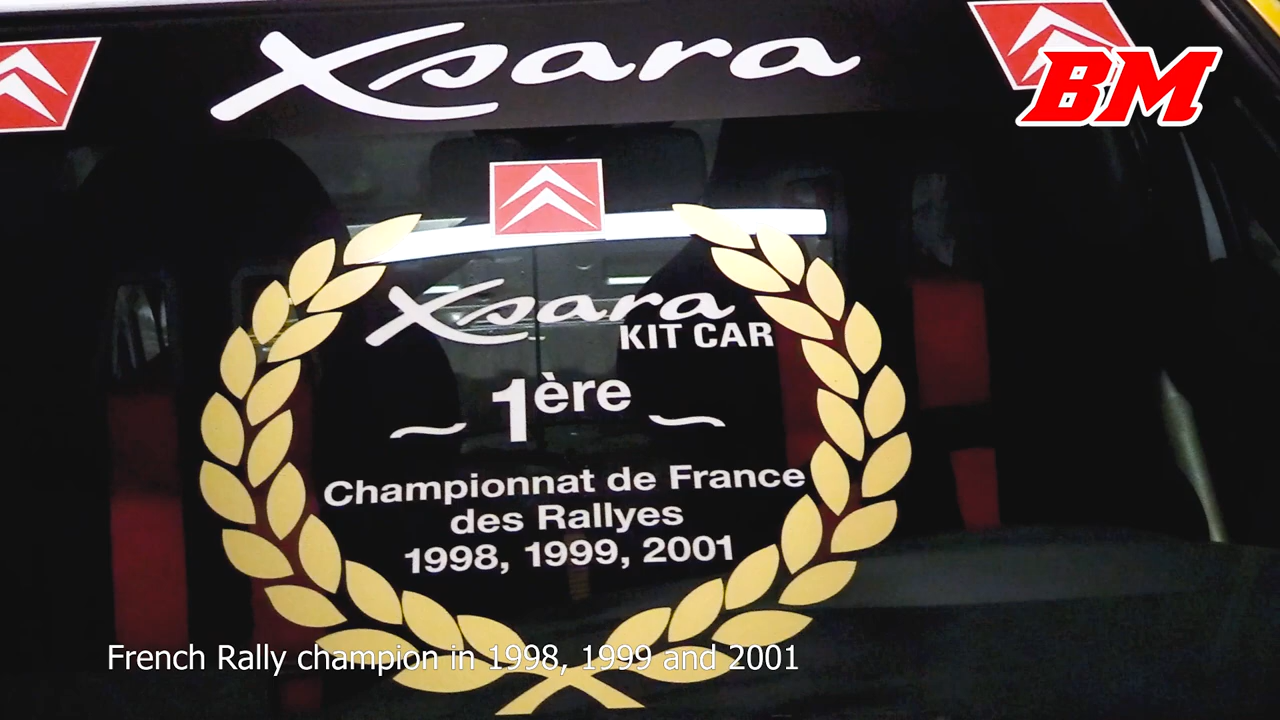 Xsara
BM
Xsara
KIT CAR
~ 1ère ~
Championnat de France
des Rallyes
1998, 1999, 2001
French Rally champion in 1998, 1999 and 2001